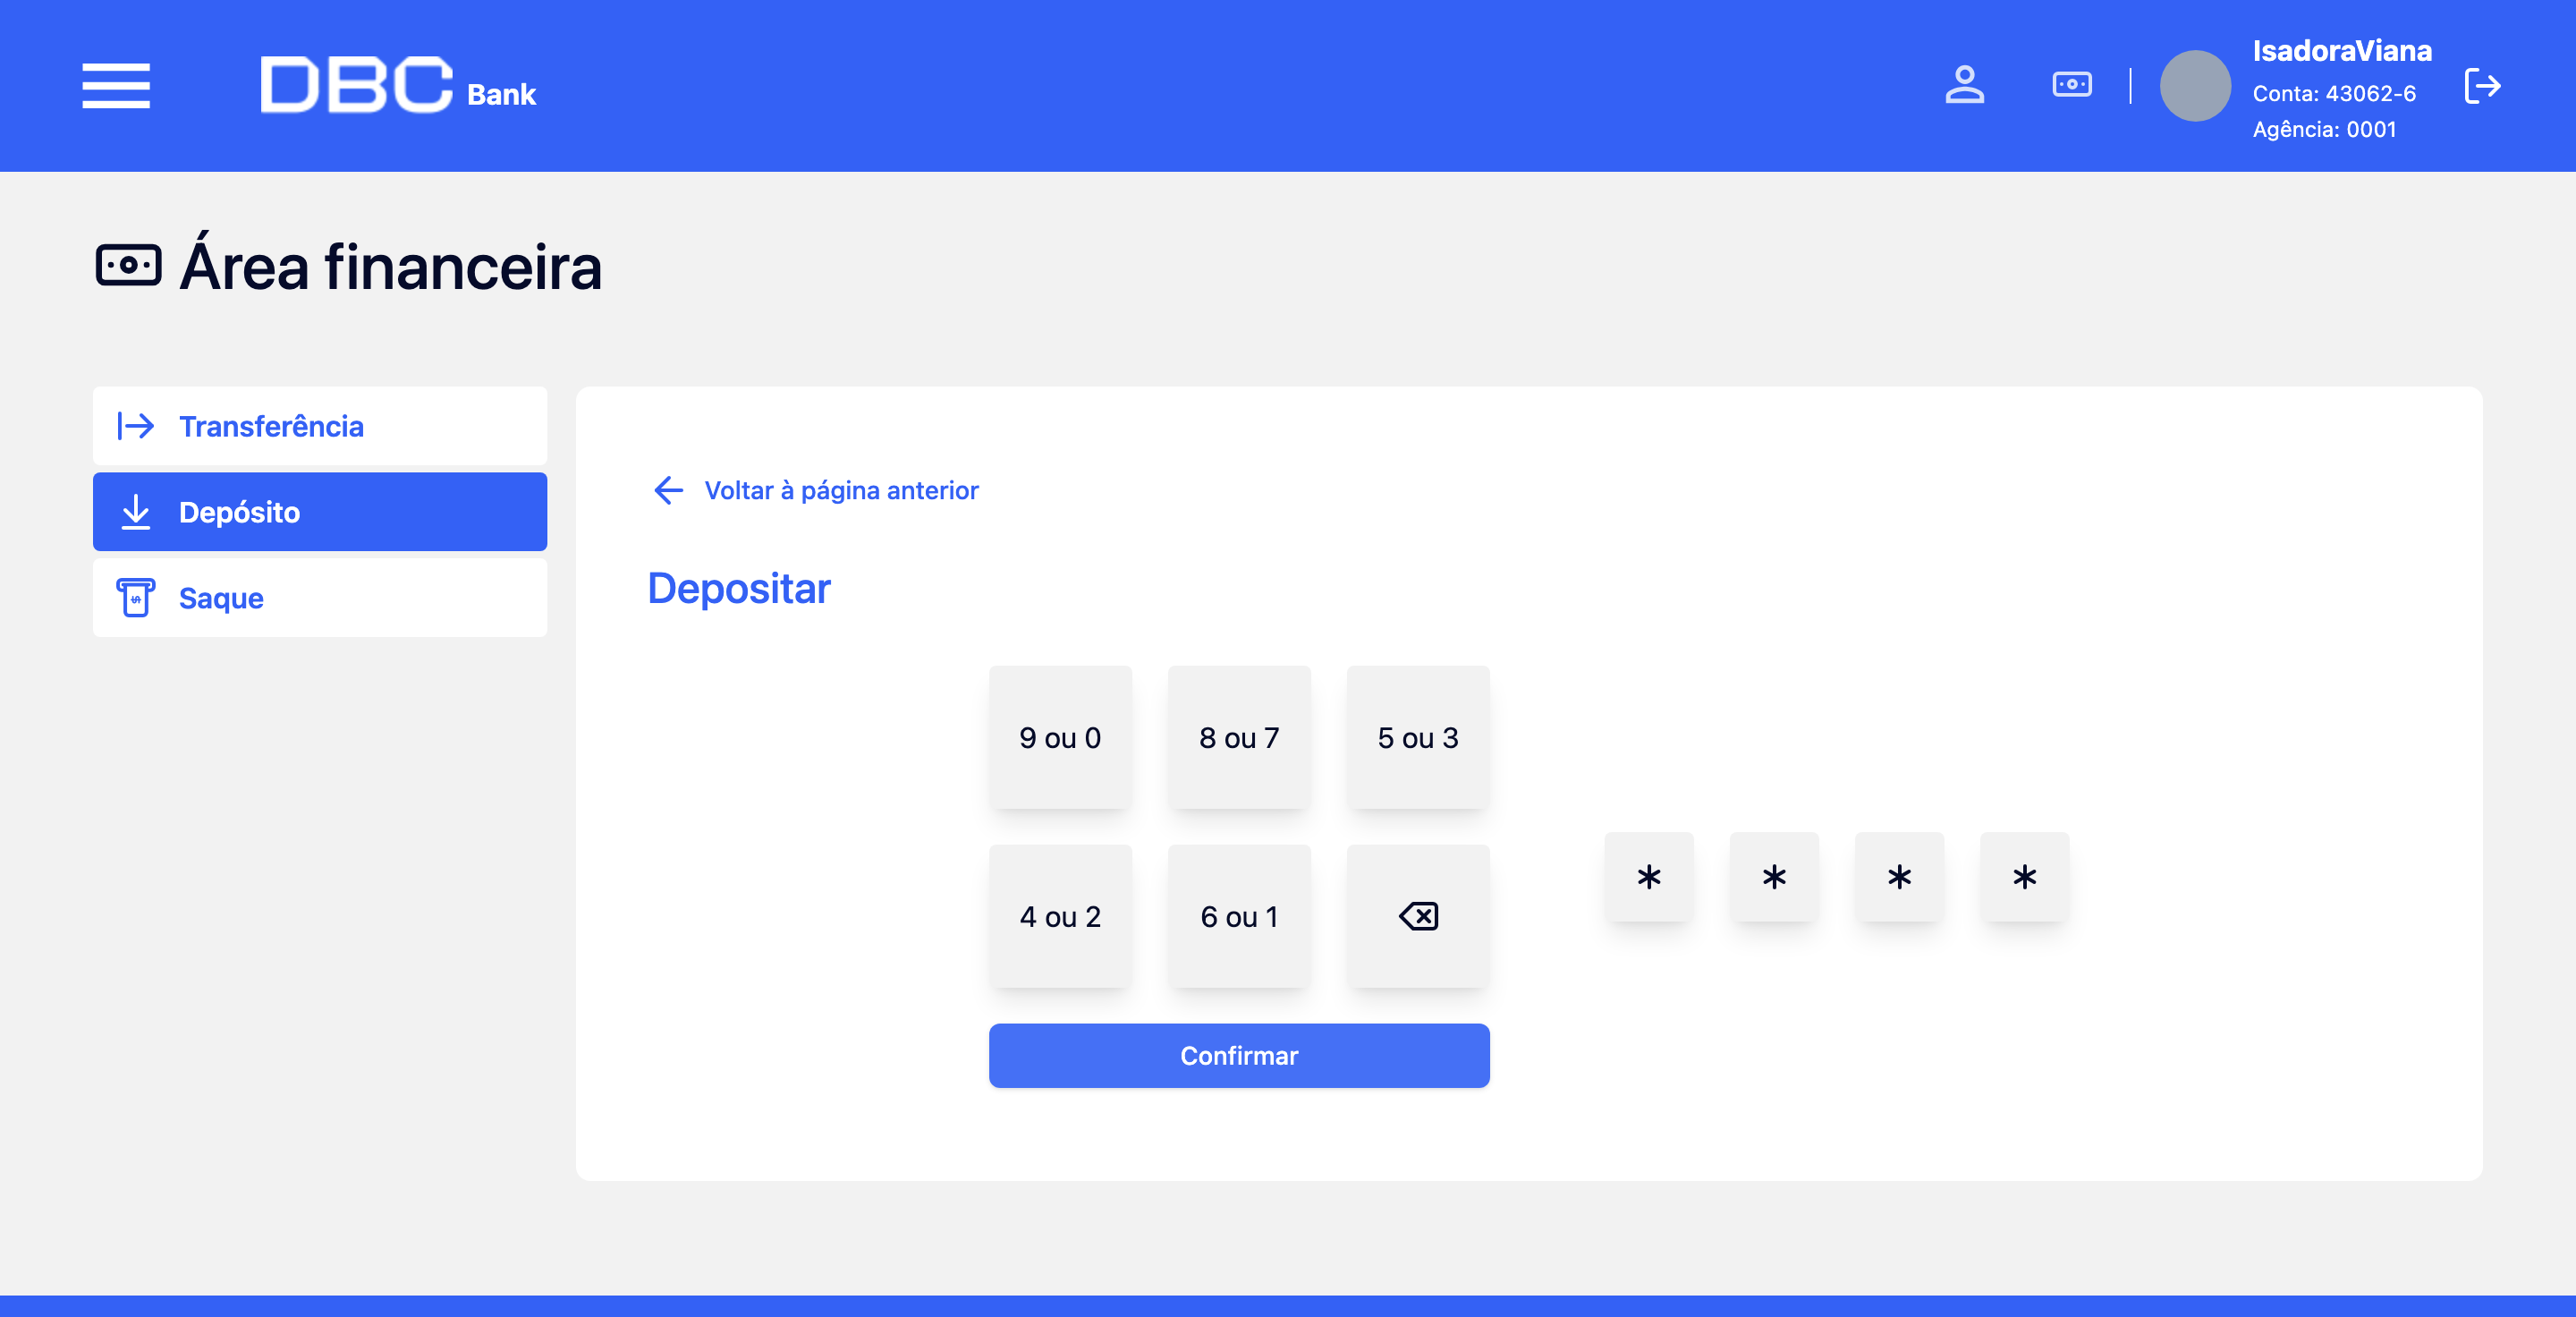 DBC Bank
IsadoraViana
Conta: 43062-6
Agência: 0001
Área financeira
Transferência
Depósito
Saque
Voltar à página anterior
Depositar
9 ou 0
8 ou 7
5 ou 3
4 ou 2
6 ou 1
* * * *
Confirmar